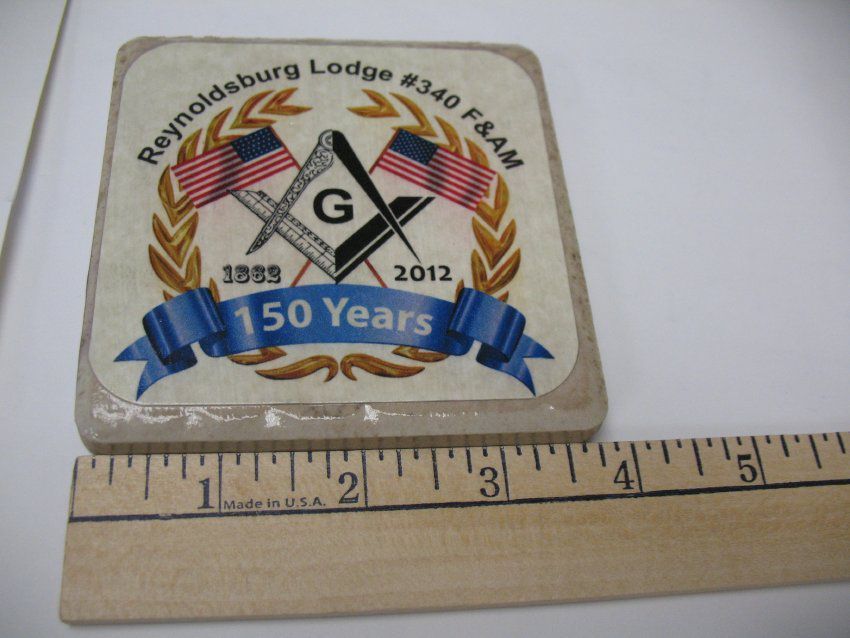 Reynoldsburg Lodge #340 F&AM
G
1862 2012
150 Years
1 2 3 4 5
Made in U.S.A.